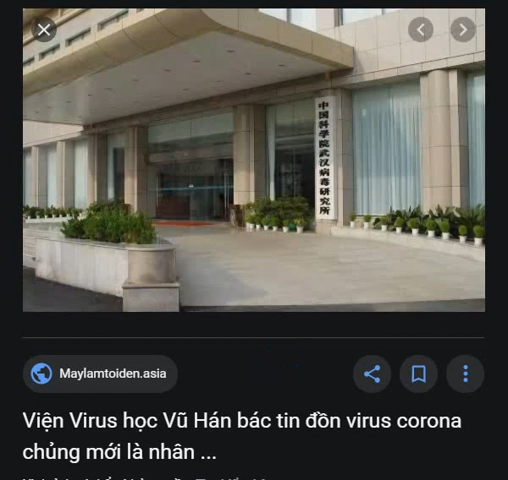 中国科学院武汉病毒研究所
Maylamtoiden.asia
Viện Virus học Vũ Hán bác tin đồn virus corona
chủng mới là nhân ...